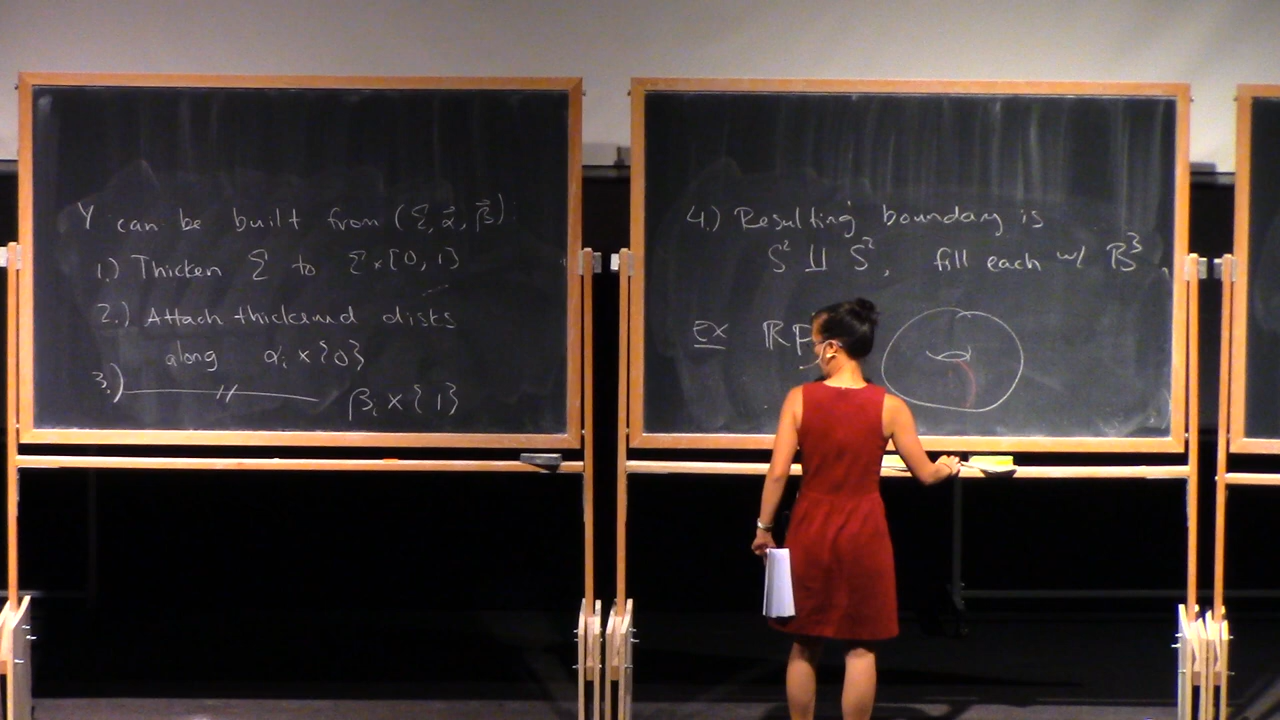 Y can be built from (Σ, α⃗, β⃗):
1.) Thicken Σ to Σ×[0, 1]
2.) Attach thickened disks
along αᵢ × {0}
3.) ——//—— βᵢ × {1}
4.) Resulting boundary is
S² ⨿ S², fill each w/ B³
Ex RP